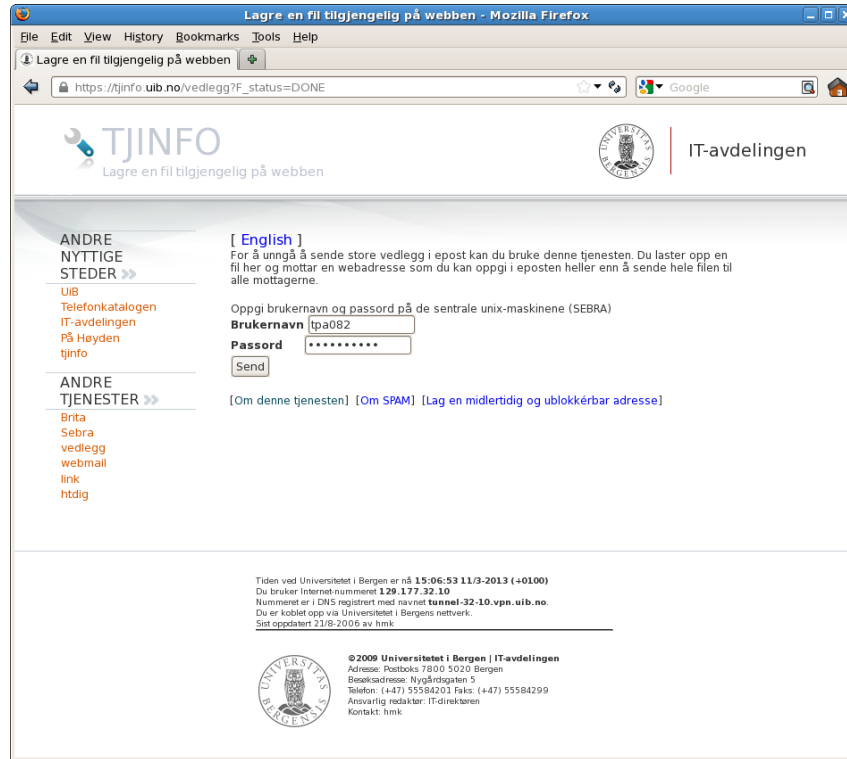 Lagre en fil tilgjengelig på webben - Mozilla Firefox
File Edit View History Bookmarks Tools Help
Lagre en fil tilgjengelig på webben
https://tjinfo.uib.no/vedlegg?F_status=DONE
Google
TJINFO
Lagre en fil tilgjengelig på webben
UNIVERSITAS BERGENSIS
IT-avdelingen
ANDRE
NYTTIGE
STEDER »
UiB
Telefonkatalogen
IT-avdelingen
På Høyden
tjinfo
ANDRE
TJENESTER »
Brita
Sebra
vedlegg
webmail
link
htdig
[ English ]
For å unngå å sende store vedlegg i epost kan du bruke denne tjenesten. Du laster opp en
fil her og mottar en webadresse som du kan oppgi i eposten heller enn å sende hele filen til
alle mottagerne.
Oppgi brukernavn og passord på de sentrale unix-maskinene (SEBRA)
Brukernavn tpa082
Passord ••••••••••
Send
[Om denne tjenesten] [Om SPAM] [Lag en midlertidig og ublokkérbar adresse]
Tiden ved Universitetet i Bergen er nå 15:06:53 11/3-2013 (+0100)
Du bruker Internet-nummeret 129.177.32.10
Nummeret er i DNS registrert med navnet tunnel-32-10.vpn.uib.no.
Du er koblet opp via Universitetet i Bergens nettverk.
Sist oppdatert 21/8-2006 av hmk
UNIVERSITAS BERGENSIS
©2009 Universitetet i Bergen | IT-avdelingen
Adresse: Postboks 7800 5020 Bergen
Besøksadresse: Nygårdsgaten 5
Telefon: (+47) 55584201 Faks: (+47) 55584299
Ansvarlig redaktør: IT-direktøren
Kontakt: hmk